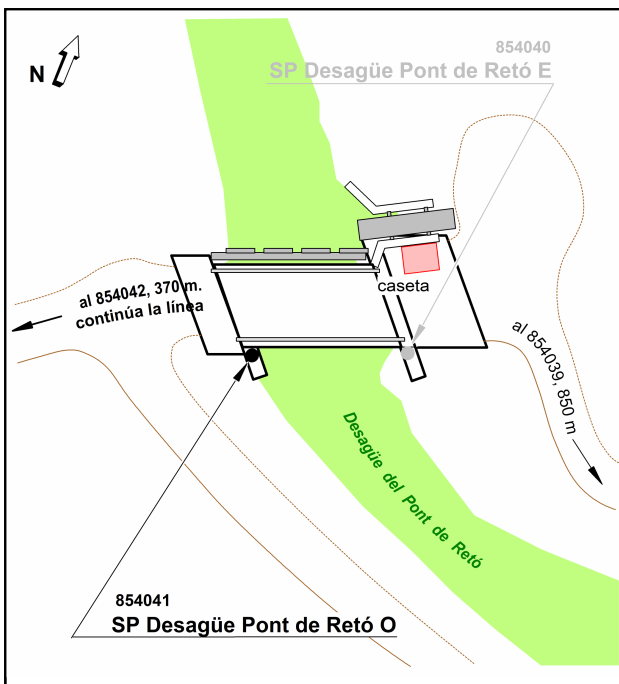 854040
SP Desagüe Pont de Retó E
N
caseta
al 854042, 370 m.
continúa la línea
al 854039, 850 m
Desagüe del Pont de Retó
854041
SP Desagüe Pont de Retó O